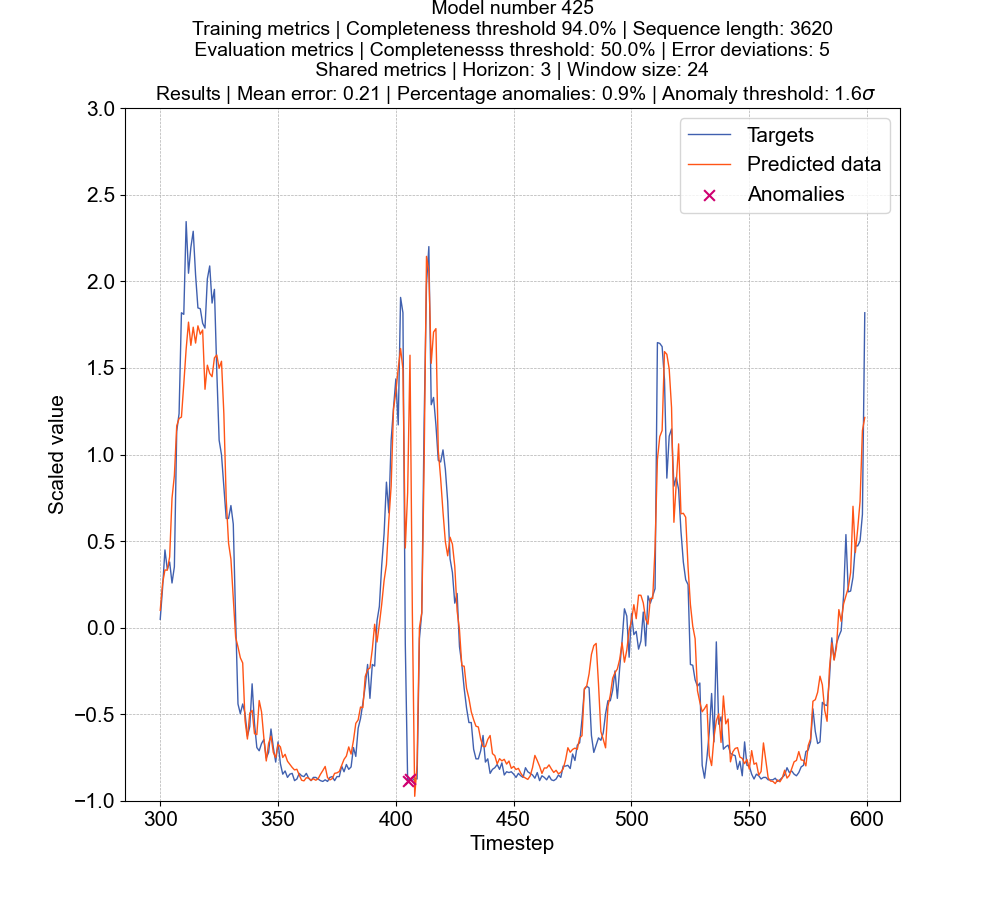 Model number 425
Training metrics | Completeness threshold 94.0% | Sequence length: 3620
Evaluation metrics | Completenesss threshold: 50.0% | Error deviations: 5
Shared metrics | Horizon: 3 | Window size: 24
Results | Mean error: 0.21 | Percentage anomalies: 0.9% | Anomaly threshold: 1.6σ
Targets
Predicted data
Anomalies
3.0
2.5
2.0
1.5
1.0
0.5
0.0
−0.5
−1.0
Scaled value
300
350
400
450
500
550
600
Timestep